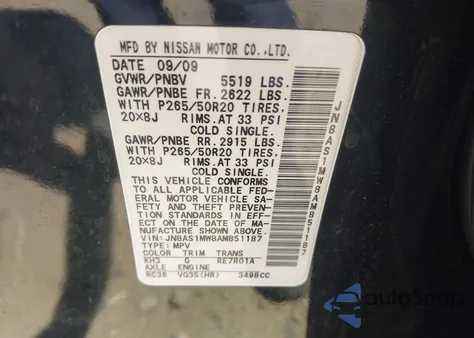 MFD BY NISSAN MOTOR CO.,LTD.
DATE 09/09
GVWR/PNBV 5519 LBS.
GAWR/PNBE FR. 2622 LBS.
WITH P265/50R20 TIRES.
20X8J RIMS.AT 33 PSI
COLD SINGLE.
GAWR/PNBE RR. 2915 LBS.
WITH P265/50R20 TIRES.
20X8J RIMS.AT 33 PSI
COLD SINGLE.
THIS VEHICLE CONFORMS
TO ALL APPLICABLE FED-
ERAL MOTOR VEHICLE SA-
FETY AND THEFT PREVEN-
TION STANDARDS IN EFF-
ECT ON THE DATE OF MA-
NUFACTURE SHOWN ABOVE.
VIN:JN8AS1MW8AM851187
TYPE:MPV
COLOR TRIM TRANS
KH3 G RE7R01A
AXLE ENGINE
RC38 VQ35(HR) 3498CC
JN8AS1MW8AM851187
AutoSnap